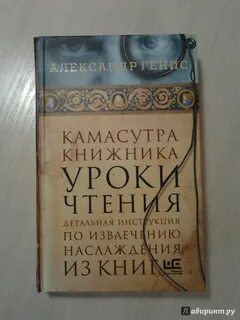 АЛЕКСАНДР ГЕНИС
КАМАСУТРА
КНИЖНИКА
УРОКИ
ЧТЕНИЯ
ДЕТАЛЬНАЯ ИНСТРУКЦИЯ
ПО ИЗВЛЕЧЕНИЮ
НАСЛАЖДЕНИЯ
ИЗ КНИГ
Лабиринт.ру